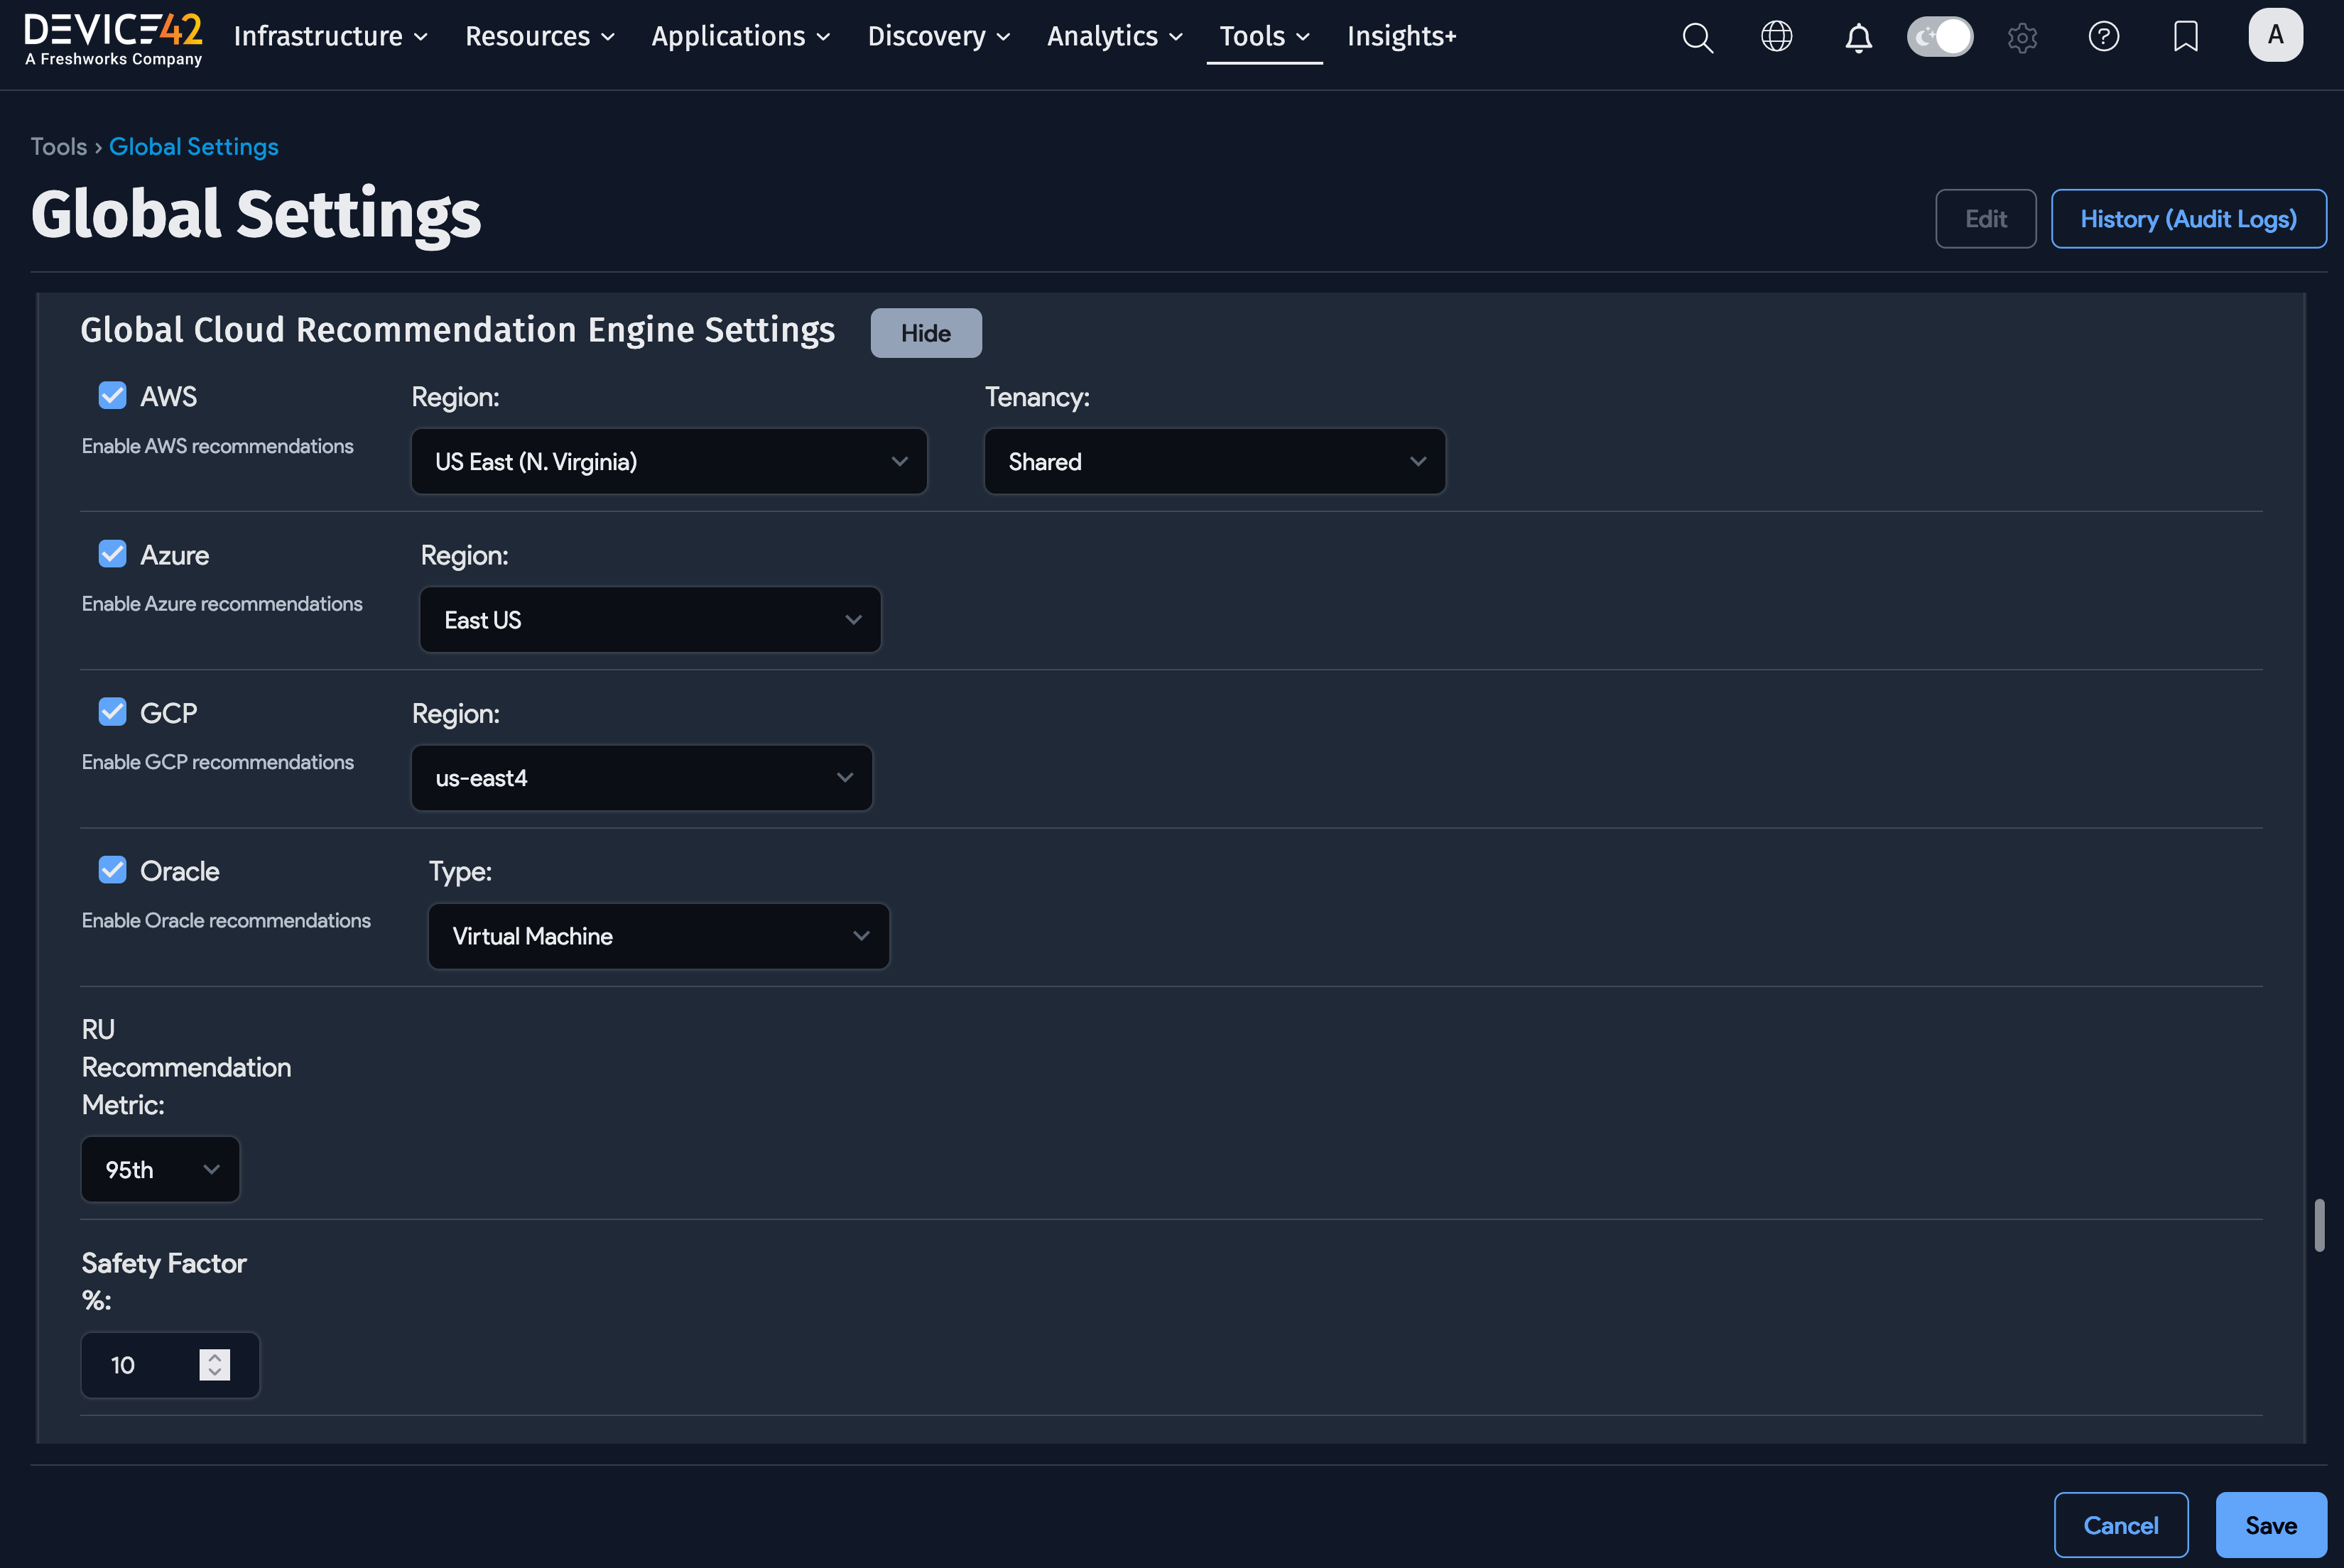 DEVICE42
A Freshworks Company
Infrastructure Resources Applications Discovery Analytics Tools Insights+
A
Tools › Global Settings
Global Settings
Edit
History (Audit Logs)
Global Cloud Recommendation Engine Settings
Hide
AWS
Enable AWS recommendations
Region:
US East (N. Virginia)
Tenancy:
Shared
Azure
Enable Azure recommendations
Region:
East US
GCP
Enable GCP recommendations
Region:
us-east4
Oracle
Enable Oracle recommendations
Type:
Virtual Machine
RU
Recommendation
Metric:
95th
Safety Factor
%:
10
Cancel
Save